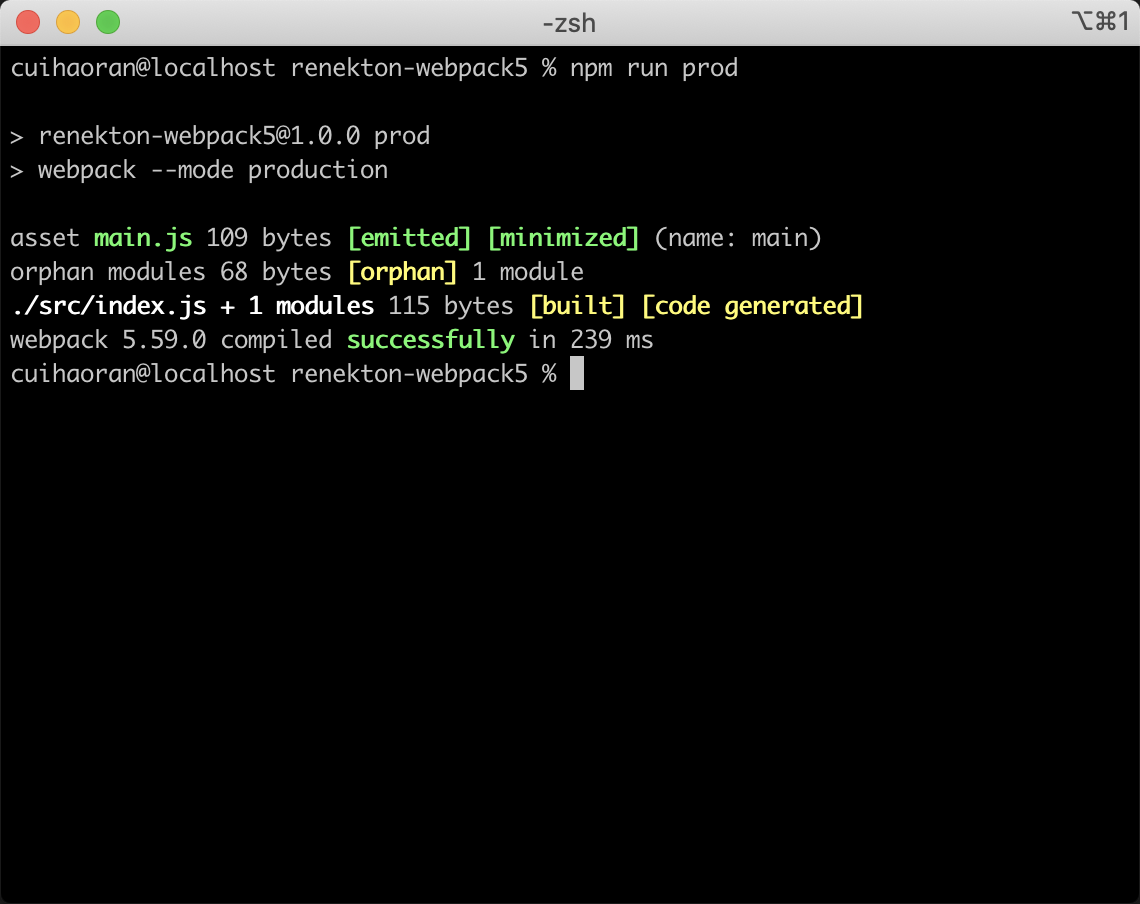 -zsh
⌥⌘1
cuihaoran@localhost renekton-webpack5 % npm run prod
> renekton-webpack5@1.0.0 prod
> webpack --mode production
asset main.js 109 bytes [emitted] [minimized] (name: main)
orphan modules 68 bytes [orphan] 1 module
./src/index.js + 1 modules 115 bytes [built] [code generated]
webpack 5.59.0 compiled successfully in 239 ms
cuihaoran@localhost renekton-webpack5 %